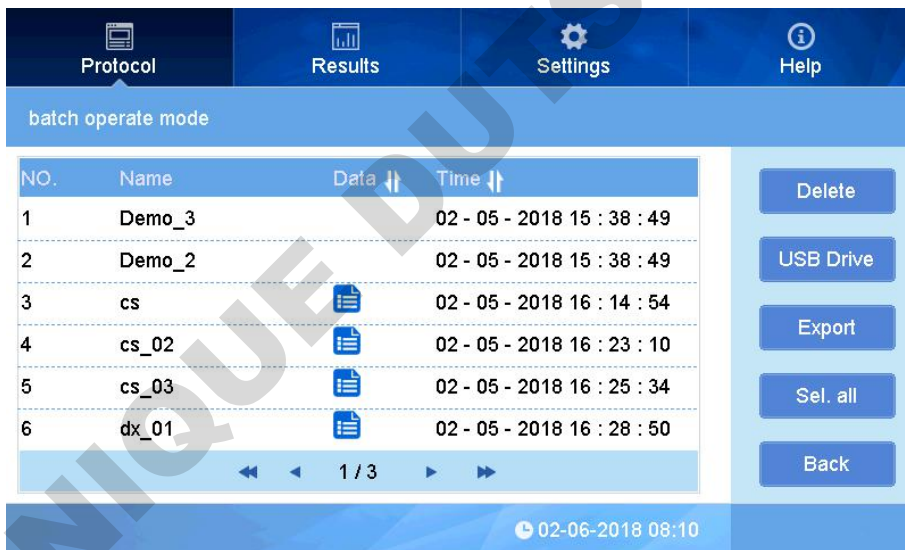 Protocol Results Settings Help
batch operate mode
NO. Name Data Time
1 Demo_3 02 - 05 - 2018 15 : 38 : 49
2 Demo_2 02 - 05 - 2018 15 : 38 : 49
3 cs 02 - 05 - 2018 16 : 14 : 54
4 cs_02 02 - 05 - 2018 16 : 23 : 10
5 cs_03 02 - 05 - 2018 16 : 25 : 34
6 dx_01 02 - 05 - 2018 16 : 28 : 50
1 / 3
Delete
USB Drive
Export
Sel. all
Back
02-06-2018 08:10
NIQUE DUTS